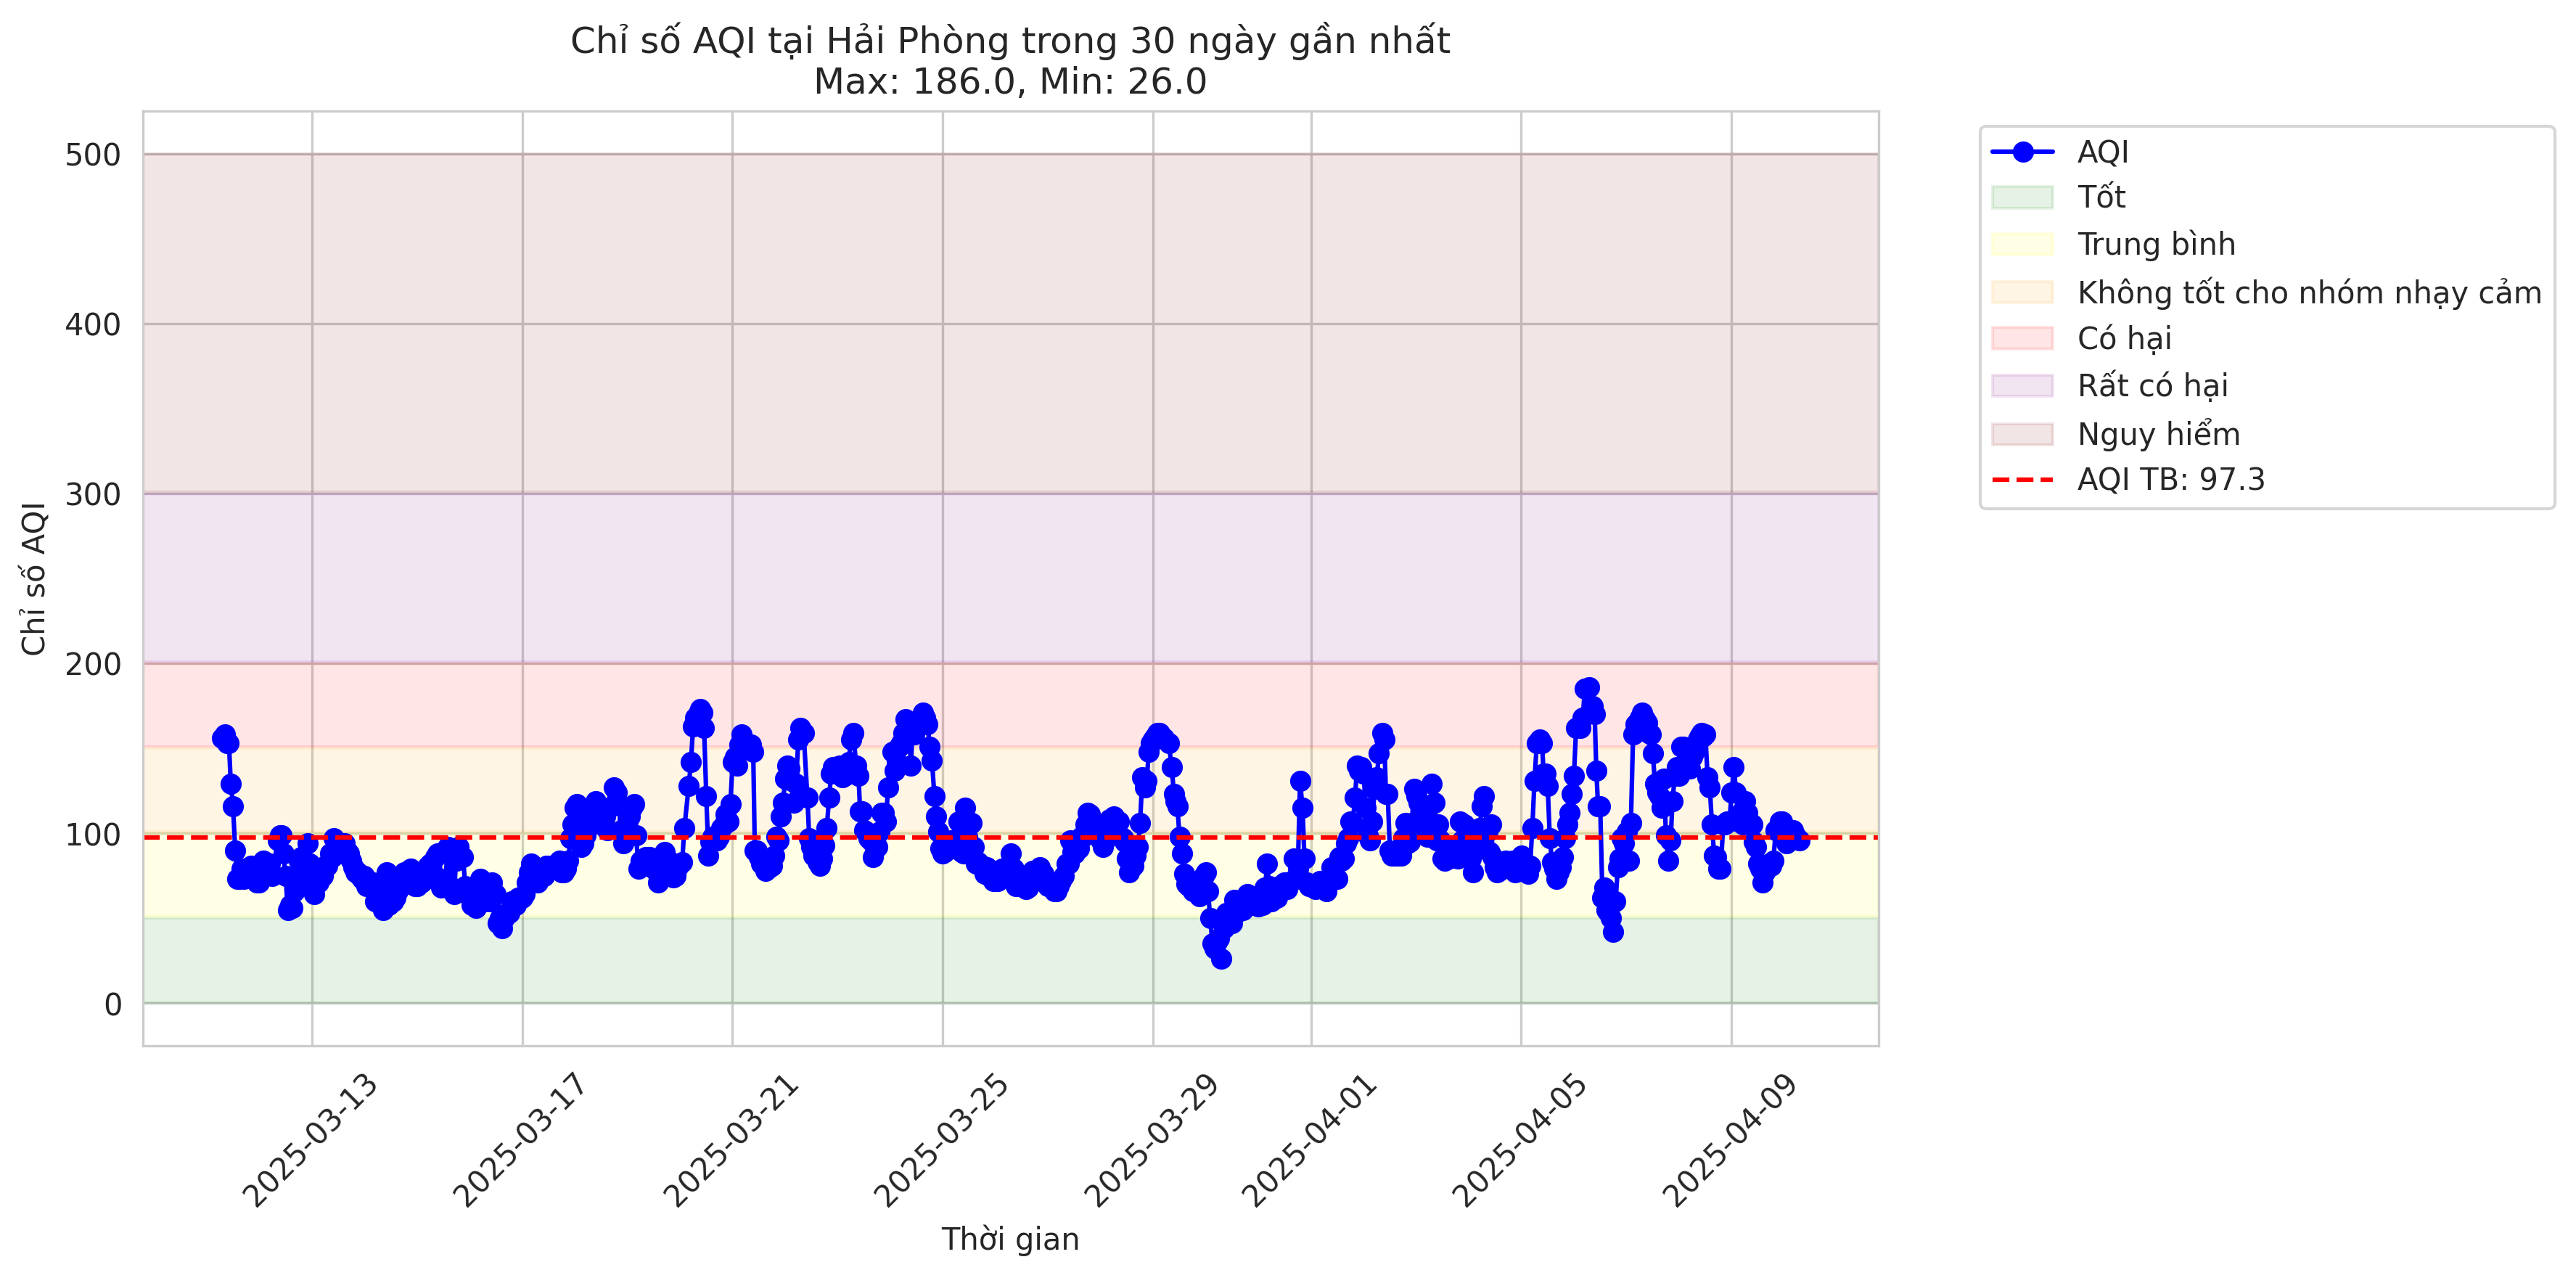 Chỉ số AQI tại Hải Phòng trong 30 ngày gần nhất
Max: 186.0, Min: 26.0
Chỉ số AQI
500
400
300
200
100
0
2025-03-13
2025-03-17
2025-03-21
2025-03-25
2025-03-29
2025-04-01
2025-04-05
2025-04-09
Thời gian
AQI
Tốt
Trung bình
Không tốt cho nhóm nhạy cảm
Có hại
Rất có hại
Nguy hiểm
AQI TB: 97.3